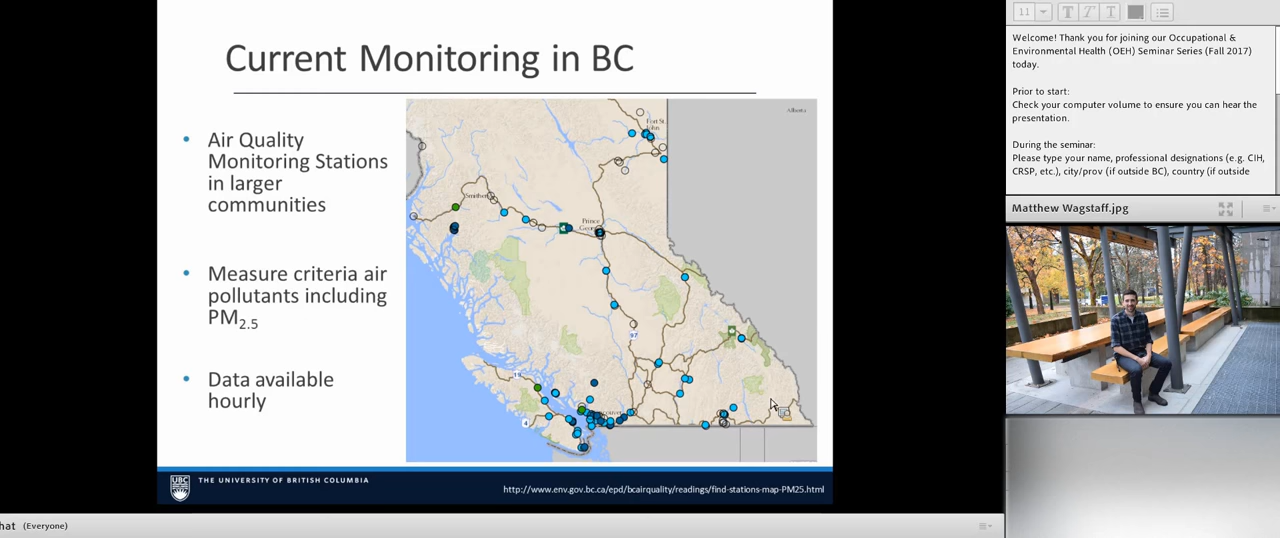 Current Monitoring in BC
• Air Quality
Monitoring Stations
in larger
communities
• Measure criteria air
pollutants including
PM2.5
• Data available
hourly
Alberta
Fort St.
John
Smithers
Prince
George
97
19
4
UBC
THE UNIVERSITY OF BRITISH COLUMBIA
http://www.env.gov.bc.ca/epd/bcairquality/readings/find-stations-map-PM25.html
hat (Everyone)
11
T T T
Welcome! Thank you for joining our Occupational &
Environmental Health (OEH) Seminar Series (Fall 2017)
today.
Prior to start:
Check your computer volume to ensure you can hear the
presentation.
During the seminar:
Please type your name, professional designations (e.g. CIH,
CRSP, etc.), city/prov (if outside BC), country (if outside
Matthew Wagstaff.jpg